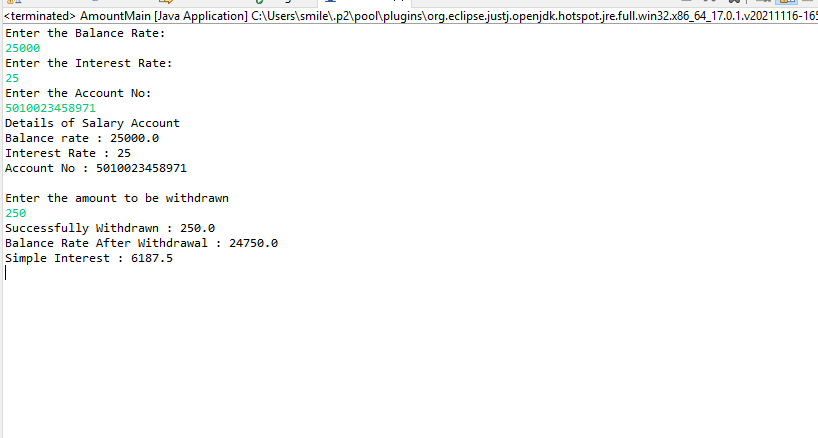 <terminated> AmountMain [Java Application] C:\Users\smile\.p2\pool\plugins\org.eclipse.justj.openjdk.hotspot.jre.full.win32.x86_64_17.0.1.v20211116-165
Enter the Balance Rate:
25000
Enter the Interest Rate:
25
Enter the Account No:
5010023458971
Details of Salary Account
Balance rate : 25000.0
Interest Rate : 25
Account No : 5010023458971
Enter the amount to be withdrawn
250
Successfully Withdrawn : 250.0
Balance Rate After Withdrawal : 24750.0
Simple Interest : 6187.5